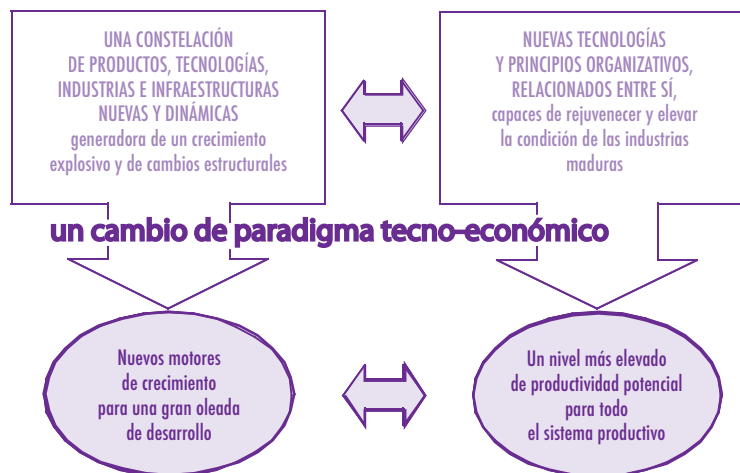 UNA CONSTELACIÓN
DE PRODUCTOS, TECNOLOGÍAS,
INDUSTRIAS E INFRAESTRUCTURAS
NUEVAS Y DINÁMICAS
generadora de un crecimiento
explosivo y de cambios estructurales
NUEVAS TECNOLOGÍAS
Y PRINCIPIOS ORGANIZATIVOS,
RELACIONADOS ENTRE SÍ,
capaces de rejuvenecer y elevar
la condición de las industrias
maduras
un cambio de paradigma tecno-económico
Nuevos motores
de crecimiento
para una gran oleada
de desarrollo
Un nivel más elevado
de productividad potencial
para todo
el sistema productivo